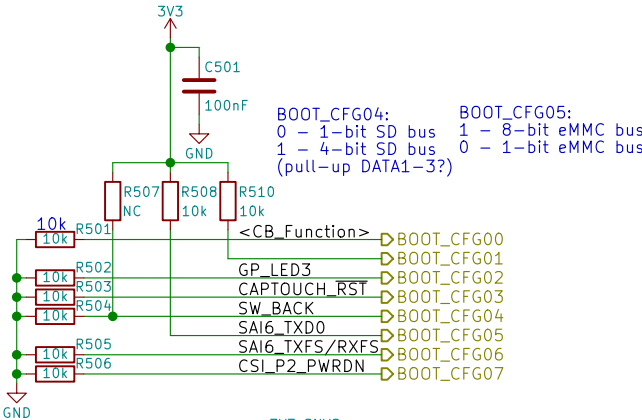 3V3
C501
100nF
GND
BOOT_CFG04:
0 - 1-bit SD bus
1 - 4-bit SD bus
(pull-up DATA1-3?)
BOOT_CFG05:
1 - 8-bit eMMC bus
0 - 1-bit eMMC bus
R507
NC
R508
10k
R510
10k
10k
R501
10k
<CB_Function>
BOOT_CFG00
BOOT_CFG01
R502
10k
GP_LED3
BOOT_CFG02
R503
10k
CAPTOUCH_RST
BOOT_CFG03
R504
10k
SW_BACK
BOOT_CFG04
SAI6_TXD0
BOOT_CFG05
R505
10k
SAI6_TXFS/RXFS
BOOT_CFG06
R506
10k
CSI_P2_PWRDN
BOOT_CFG07
GND